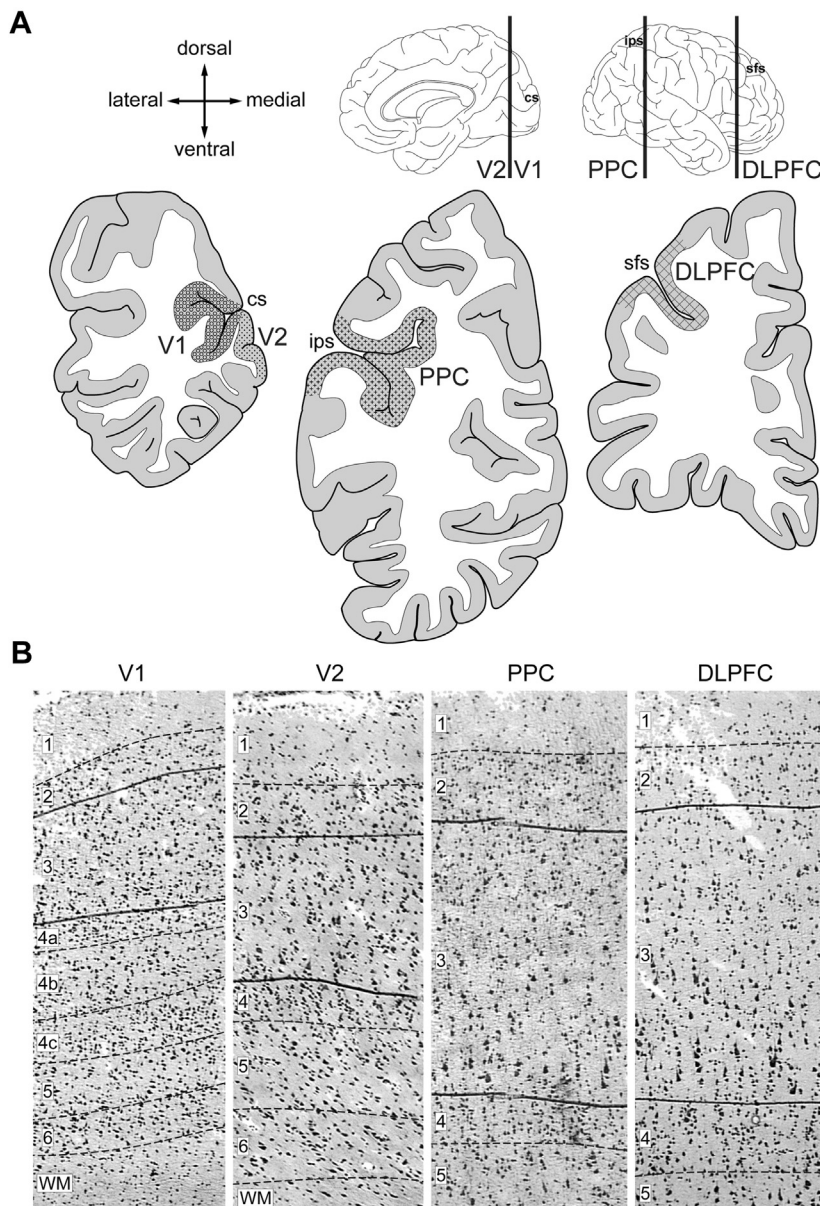 A
dorsal
lateral medial
ventral
cs
V2 V1
ips
sfs
PPC DLPFC
cs
V1 V2
ips
PPC
sfs
DLPFC
B
V1 V2 PPC DLPFC
1
2
3
4a
4b
4c
5
6
WM
1
2
3
4
5
6
WM
1
2
3
4
5
1
2
3
4
5